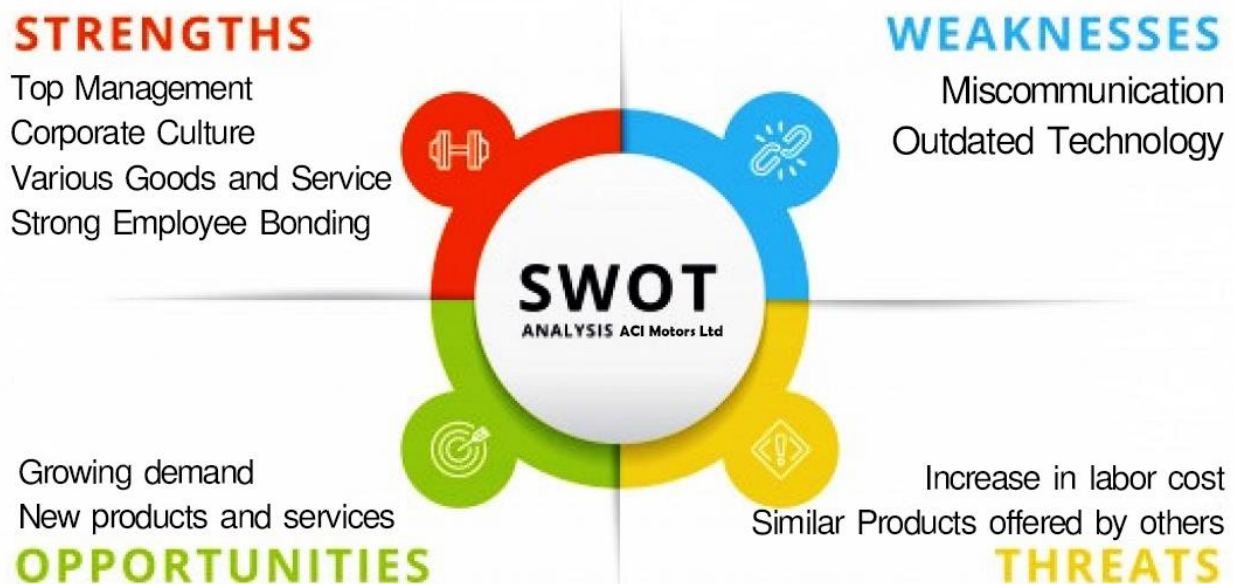 STRENGTHS
Top Management
Corporate Culture
Various Goods and Service
Strong Employee Bonding
WEAKNESSES
Miscommunication
Outdated Technology
SWOT
ANALYSIS ACI Motors Ltd
Growing demand
New products and services
OPPORTUNITIES
Increase in labor cost
Similar Products offered by others
THREATS